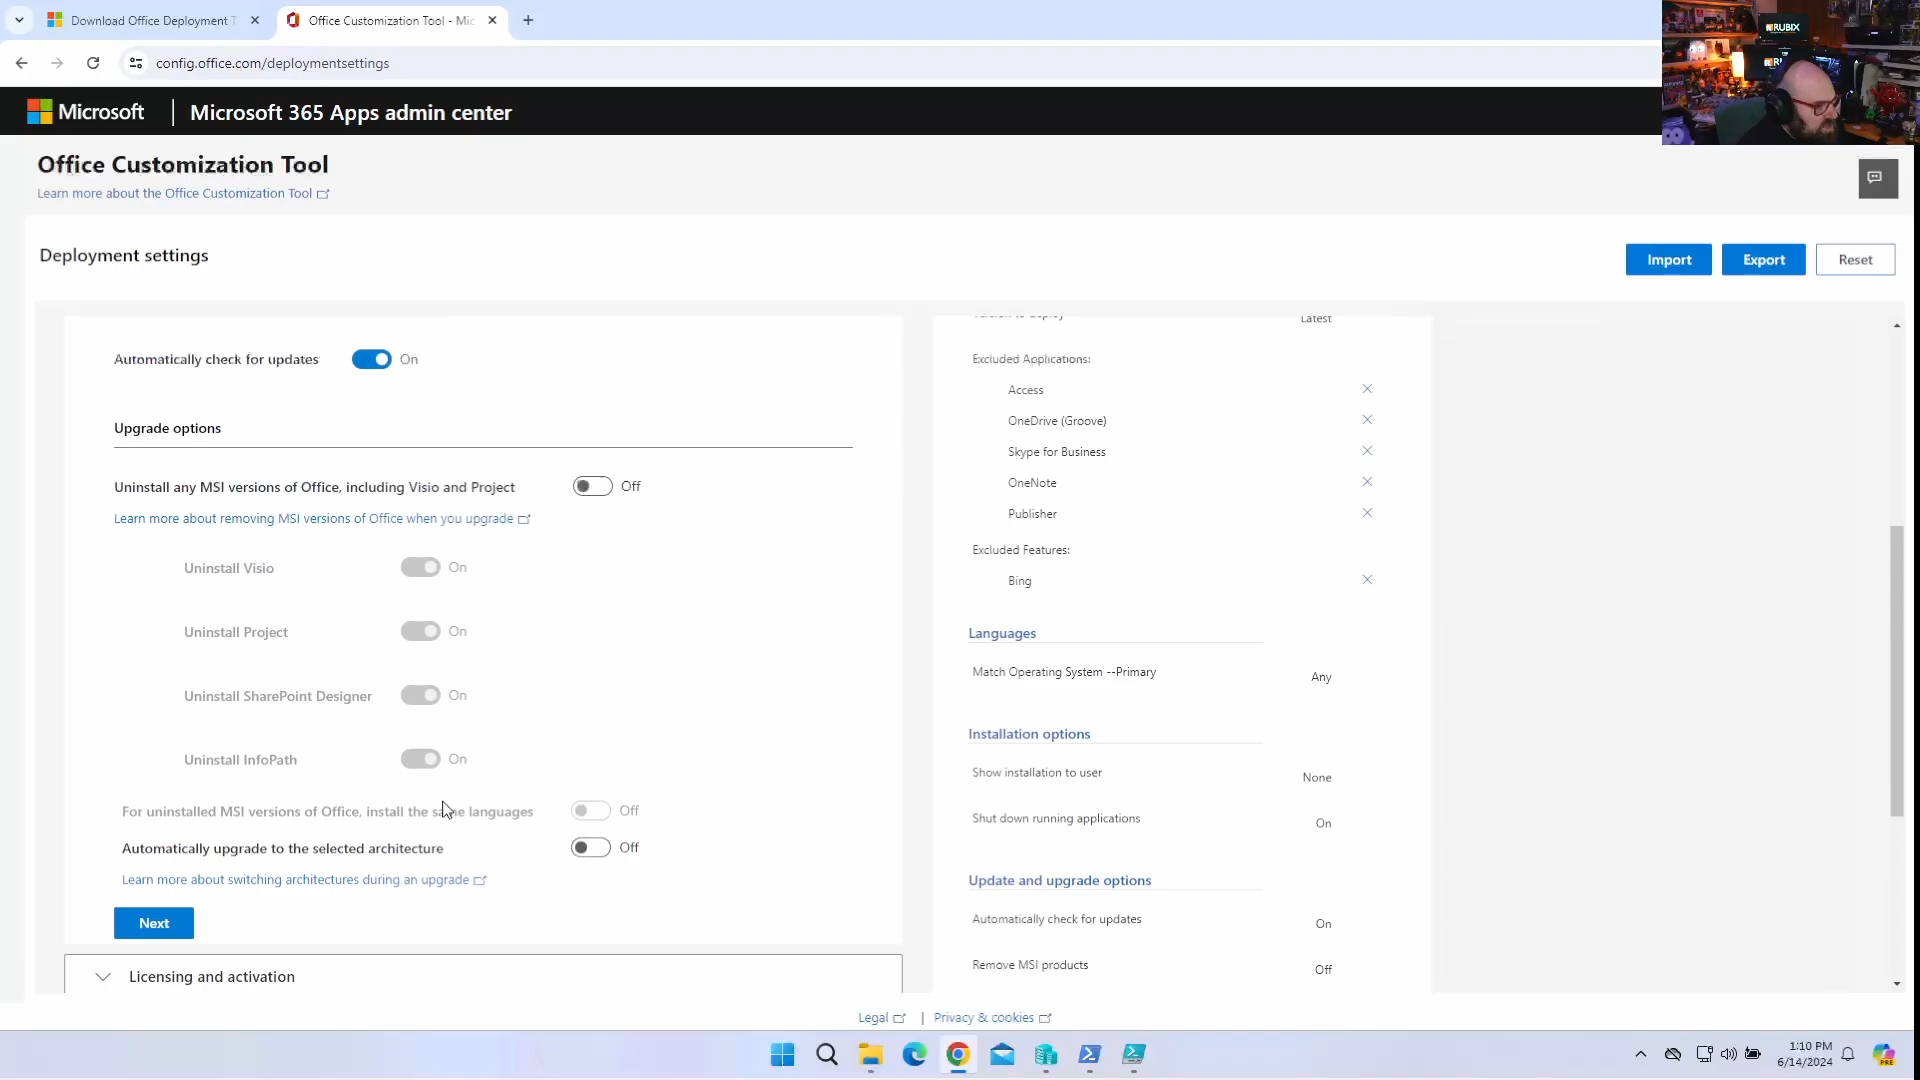 Download Office Deployment T
Office Customization Tool - Mic
config.office.com/deploymentsettings
Microsoft | Microsoft 365 Apps admin center
RUBIX
Office Customization Tool
Learn more about the Office Customization Tool
Deployment settings
Import
Export
Reset
Automatically check for updates
On
Upgrade options
Uninstall any MSI versions of Office, including Visio and Project
Off
Learn more about removing MSI versions of Office when you upgrade
Uninstall Visio
On
Uninstall Project
On
Uninstall SharePoint Designer
On
Uninstall InfoPath
On
For uninstalled MSI versions of Office, install the same languages
Off
Automatically upgrade to the selected architecture
Off
Learn more about switching architectures during an upgrade
Next
Licensing and activation
Latest
Excluded Applications:
Access
OneDrive (Groove)
Skype for Business
OneNote
Publisher
Excluded Features:
Bing
Languages
Match Operating System --Primary
Any
Installation options
Show installation to user
None
Shut down running applications
On
Update and upgrade options
Automatically check for updates
On
Remove MSI products
Off
Legal | Privacy & cookies
1:10 PM
6/14/2024
PRE